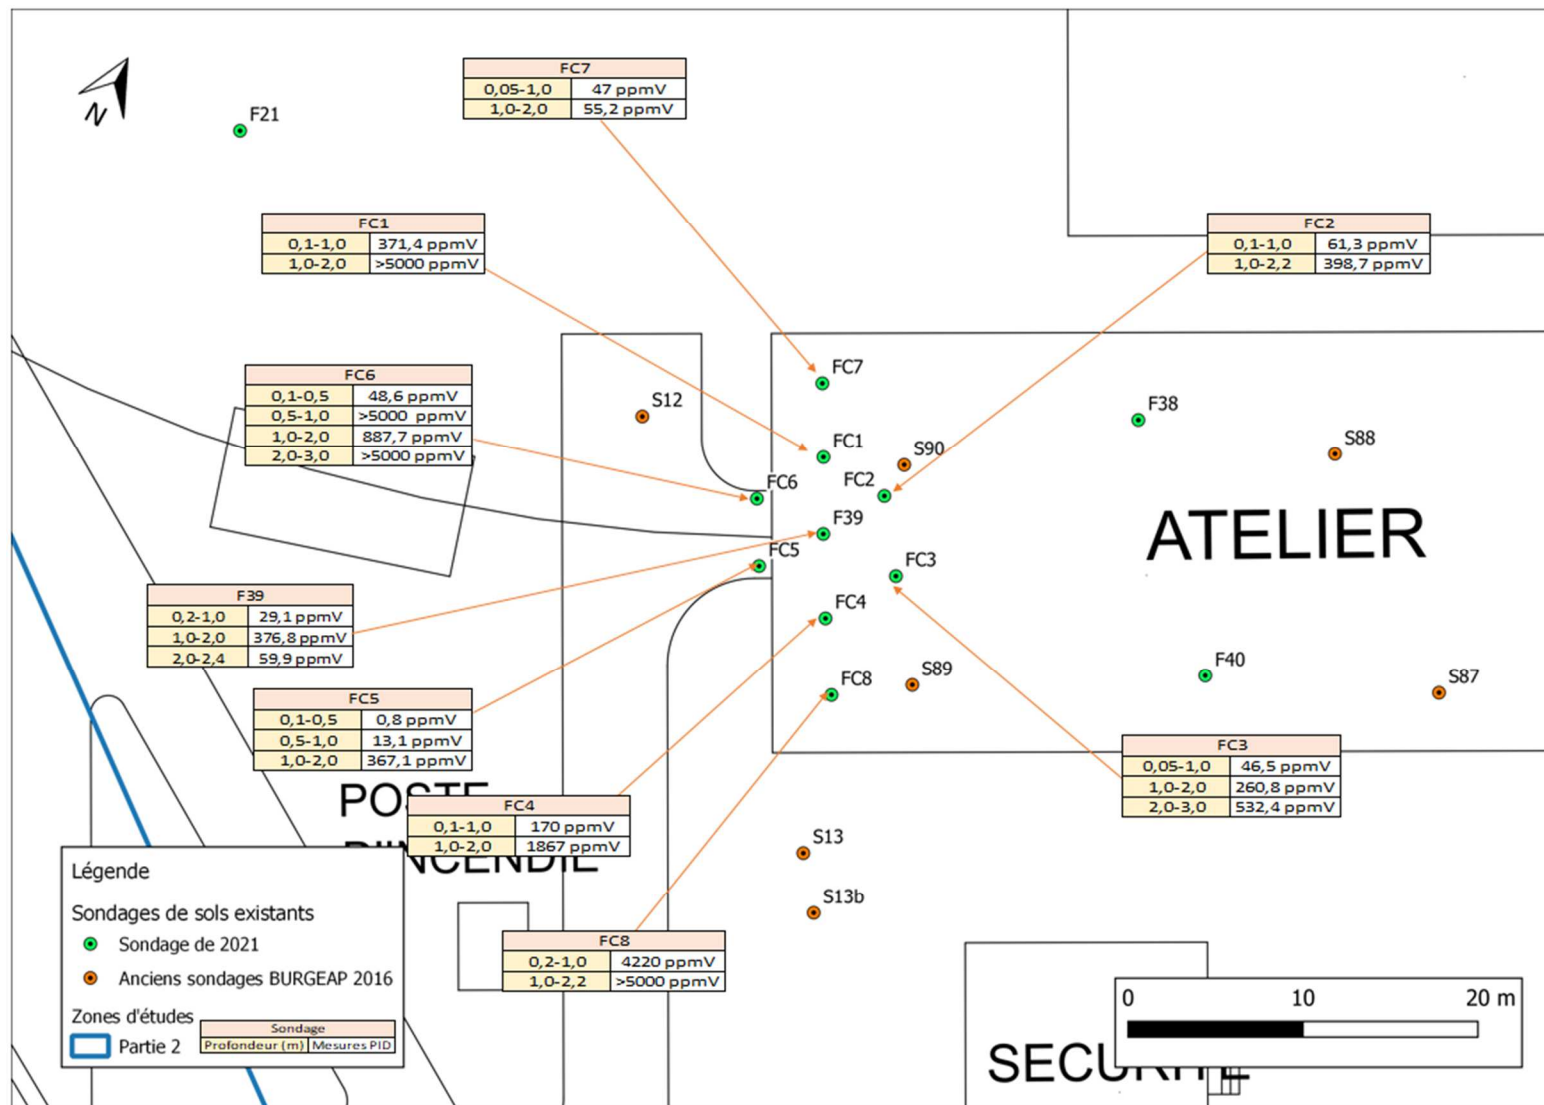 FC7
0,05-1,0 47 ppmV
1,0-2,0 55,2 ppmV
N
F21
FC1
0,1-1,0 371,4 ppmV
1,0-2,0 >5000 ppmV
FC2
0,1-1,0 61,3 ppmV
1,0-2,2 398,7 ppmV
FC6
0,1-0,5 48,6 ppmV
0,5-1,0 >5000 ppmV
1,0-2,0 887,7 ppmV
2,0-3,0 >5000 ppmV
S12
FC7
F38
FC1
S90
S88
FC6
FC2
F39
ATELIER
FC5
FC3
F39
0,2-1,0 29,1 ppmV
1,0-2,0 376,8 ppmV
2,0-2,4 59,9 ppmV
FC4
F40
FC8
S89
S87
FC5
0,1-0,5 0,8 ppmV
0,5-1,0 13,1 ppmV
1,0-2,0 367,1 ppmV
FC3
0,05-1,0 46,5 ppmV
1,0-2,0 260,8 ppmV
2,0-3,0 532,4 ppmV
POSTE
D'INCENDIE
FC4
0,1-1,0 170 ppmV
1,0-2,0 1867 ppmV
S13
S13b
FC8
0,2-1,0 4220 ppmV
1,0-2,2 >5000 ppmV
Légende
Sondages de sols existants
Sondage de 2021
Anciens sondages BURGEAP 2016
Zones d'études
Partie 2
Sondage
Profondeur (m) Mesures PID
0 10 20 m
SECURITE